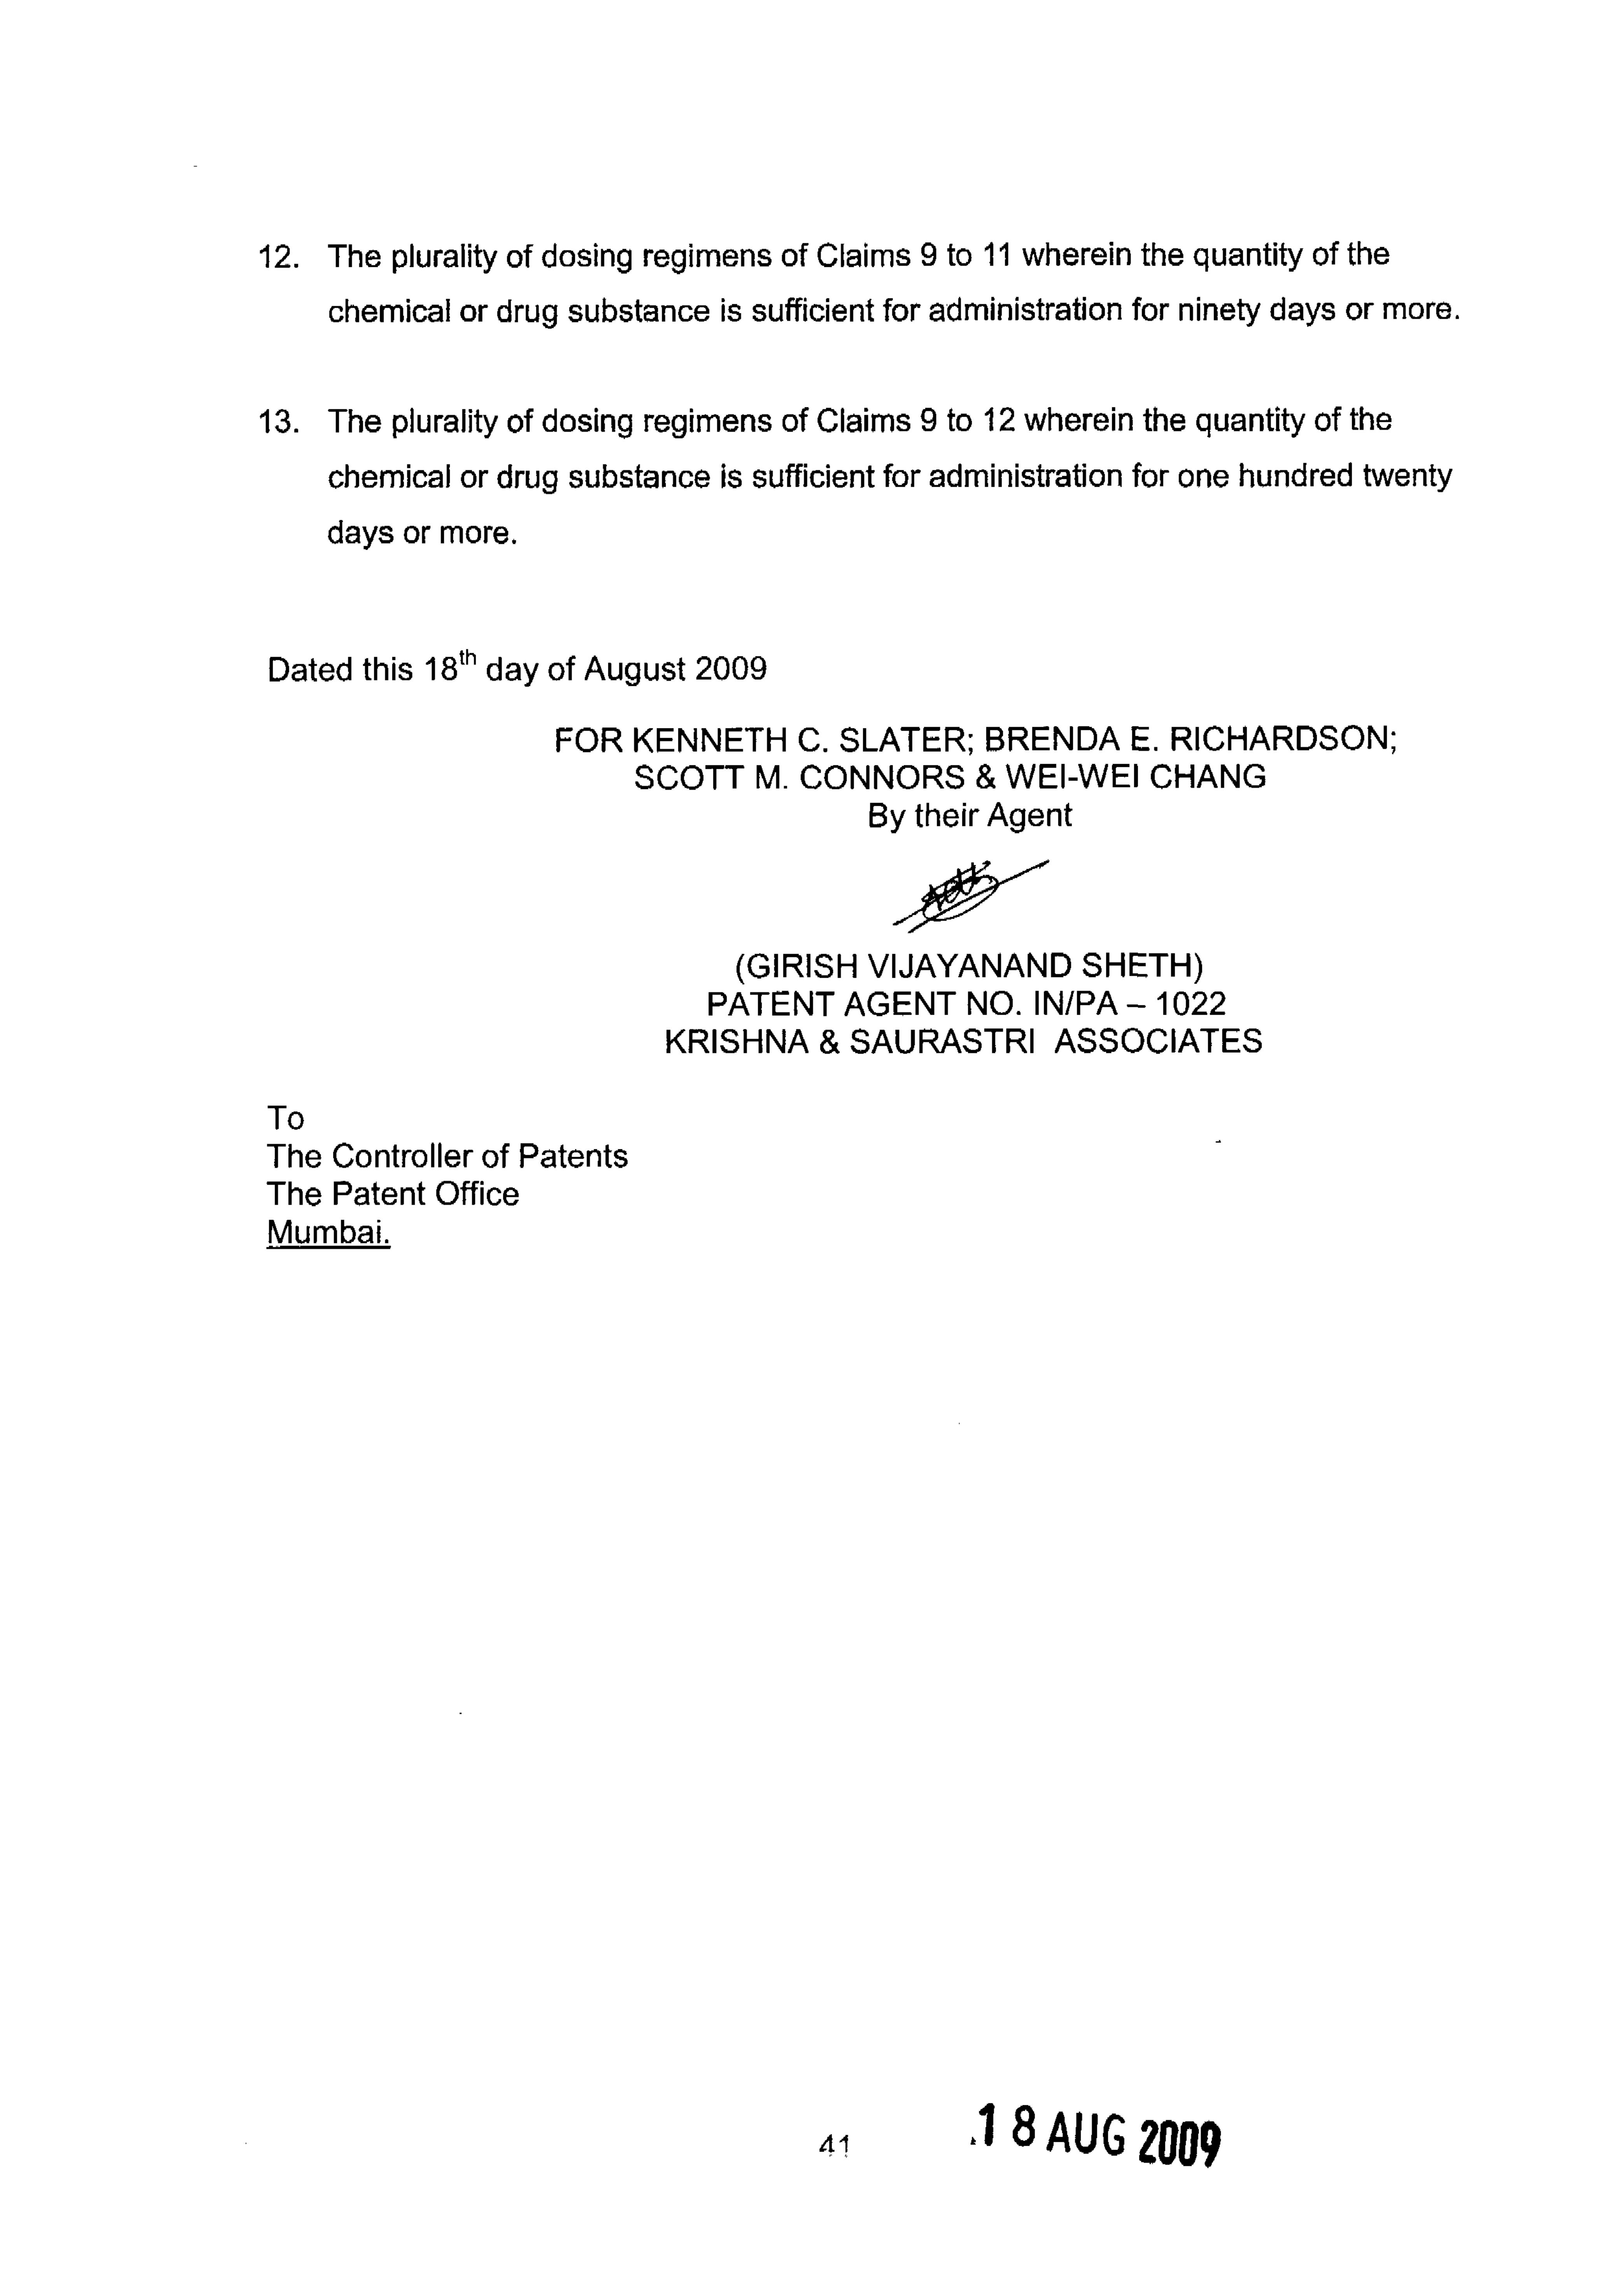 12. The plurality of dosing regimens of Claims 9 to 11 wherein the quantity of the
chemical or drug substance is sufficient for administration for ninety days or more.
13. The plurality of dosing regimens of Claims 9 to 12 wherein the quantity of the
chemical or drug substance is sufficient for administration for one hundred twenty
days or more.
Dated this 18th day of August 2009
FOR KENNETH C. SLATER; BRENDA E. RICHARDSON;
SCOTT M. CONNORS & WEI-WEI CHANG
By their Agent
(GIRISH VIJAYANAND SHETH)
PATENT AGENT NO. IN/PA – 1022
KRISHNA & SAURASTRI ASSOCIATES
To
The Controller of Patents
The Patent Office
Mumbai.
41
18 AUG 2009